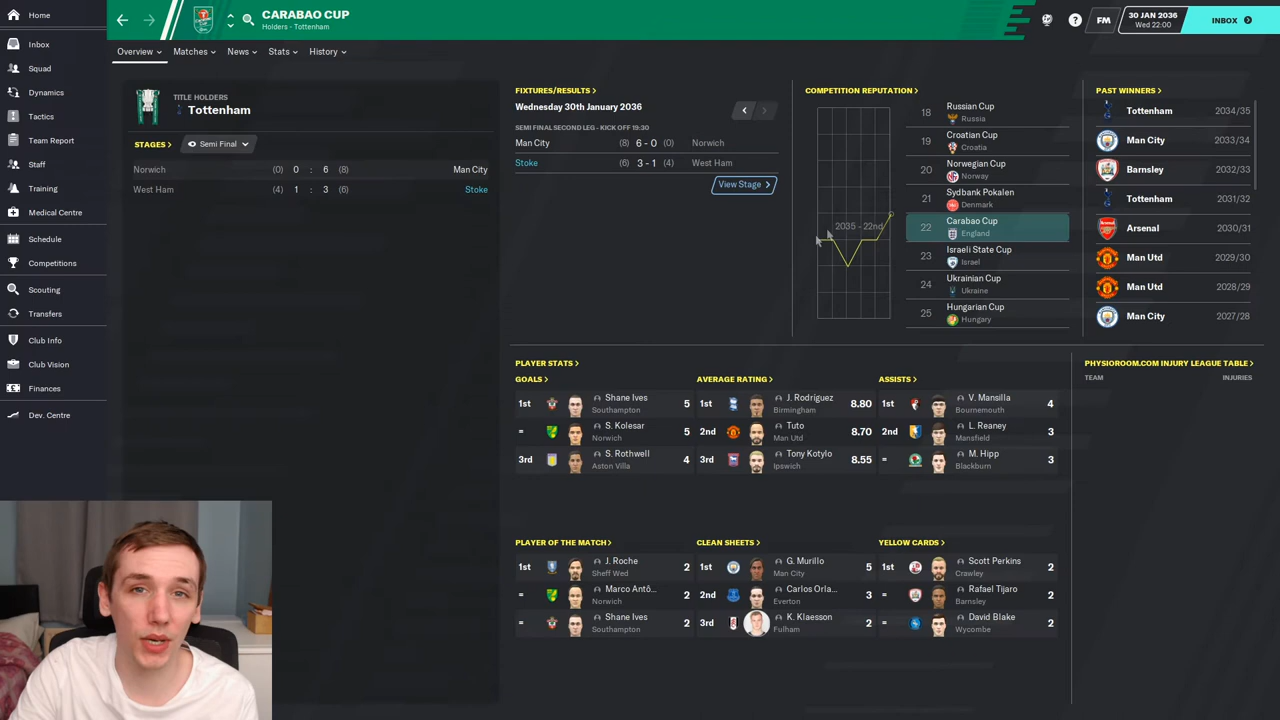 Home
Inbox
Squad
Dynamics
Tactics
Team Report
Staff
Training
Medical Centre
Schedule
Competitions
Scouting
Transfers
Club Info
Club Vision
Finances
Dev. Centre
CARABAO CUP
Holders - Tottenham
FM
30 JAN 2036
Wed 22:00
INBOX
Overview
Matches
News
Stats
History
TITLE HOLDERS
Tottenham
STAGES
Semi Final
Norwich (0) 0 : 6 (8) Man City
West Ham (4) 1 : 3 (6) Stoke
FIXTURES/RESULTS
Wednesday 30th January 2036
SEMI FINAL SECOND LEG - KICK OFF 19:30
Man City (8) 6 - 0 (0) Norwich
Stoke (6) 3 - 1 (4) West Ham
View Stage
COMPETITION REPUTATION
2035 - 22nd
18 Russian Cup
Russia
19 Croatian Cup
Croatia
20 Norwegian Cup
Norway
21 Sydbank Pokalen
Denmark
22 Carabao Cup
England
23 Israeli State Cup
Israel
24 Ukrainian Cup
Ukraine
25 Hungarian Cup
Hungary
PAST WINNERS
Tottenham 2034/35
Man City 2033/34
Barnsley 2032/33
Tottenham 2031/32
Arsenal 2030/31
Man Utd 2029/30
Man Utd 2028/29
Man City 2027/28
PLAYER STATS
GOALS
1st Shane Ives 5
Southampton
= S. Kolesar 5
Norwich
3rd S. Rothwell 4
Aston Villa
AVERAGE RATING
1st J. Rodríguez 8.80
Birmingham
2nd Tuto 8.70
Man Utd
3rd Tony Kotylo 8.55
Ipswich
ASSISTS
1st V. Mansilla 4
Bournemouth
2nd L. Reaney 3
Mansfield
= M. Hipp 3
Blackburn
PHYSIOROOM.COM INJURY LEAGUE TABLE
TEAM INJURIES
PLAYER OF THE MATCH
1st J. Roche 2
Sheff Wed
= Marco Antô... 2
Norwich
= Shane Ives 2
Southampton
CLEAN SHEETS
1st G. Murillo 5
Man City
2nd Carlos Orla... 3
Everton
3rd K. Klaesson 2
Fulham
YELLOW CARDS
1st Scott Perkins 2
Crawley
= Rafael Tijaro 2
Barnsley
= David Blake 2
Wycombe